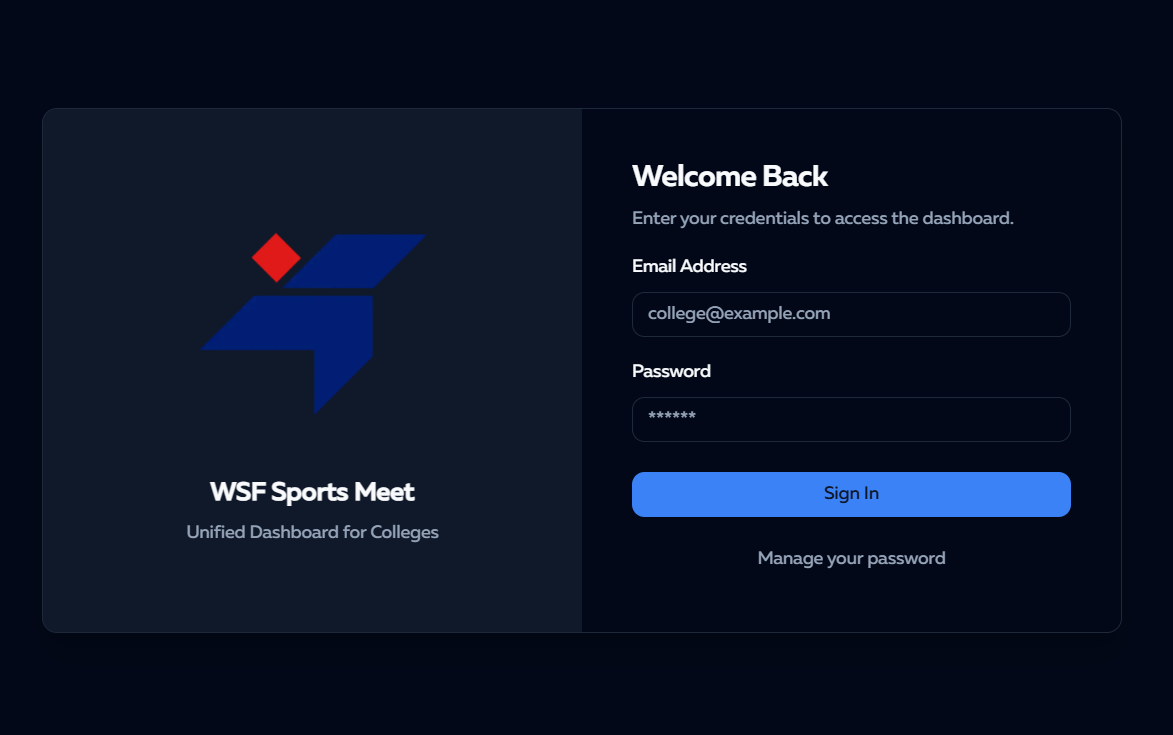 WSF Sports Meet
Unified Dashboard for Colleges
Welcome Back
Enter your credentials to access the dashboard.
Email Address
college@example.com
Password
******
Sign In
Manage your password